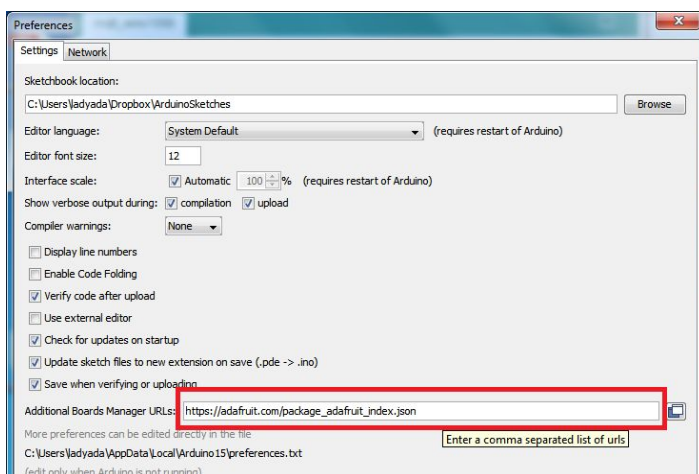 Preferences
Settings Network
Sketchbook location:
C:\Users\ladyada\Dropbox\ArduinoSketches Browse
Editor language: System Default (requires restart of Arduino)
Editor font size: 12
Interface scale: Automatic 100 % (requires restart of Arduino)
Show verbose output during: compilation upload
Compiler warnings: None
Display line numbers
Enable Code Folding
Verify code after upload
Use external editor
Check for updates on startup
Update sketch files to new extension on save (.pde -> .ino)
Save when verifying or uploading
Additional Boards Manager URLs: https://adafruit.com/package_adafruit_index.json
More preferences can be edited directly in the file
Enter a comma separated list of urls
C:\Users\ladyada\AppData\Local\Arduino15\preferences.txt
(edit only when Arduino is not running)